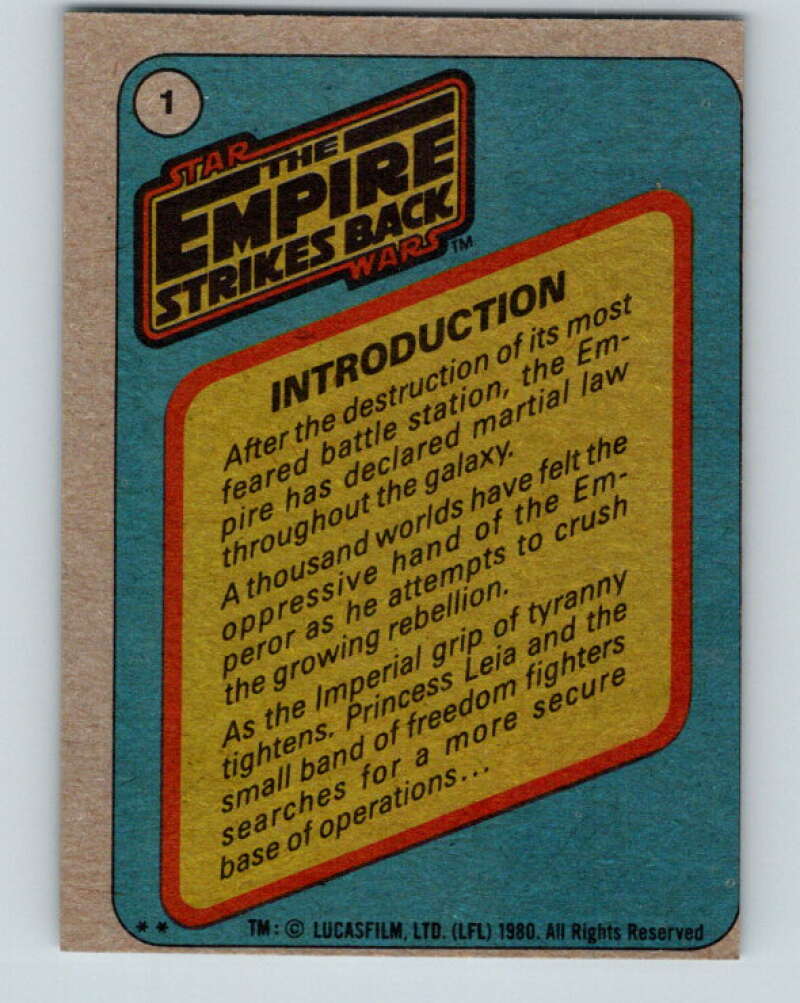 1
STAR
THE
EMPIRE
STRIKES BACK
WARS™
INTRODUCTION
After the destruction of its most
feared battle station, the Em-
pire has declared martial law
throughout the galaxy.
A thousand worlds have felt the
oppressive hand of the Em-
peror as he attempts to crush
the growing rebellion.
As the Imperial grip of tyranny
tightens. Princess Leia and the
small band of freedom fighters
searches for a more secure
base of operations...
** TM: © LUCASFILM, LTD. (LFL) 1980. All Rights Reserved